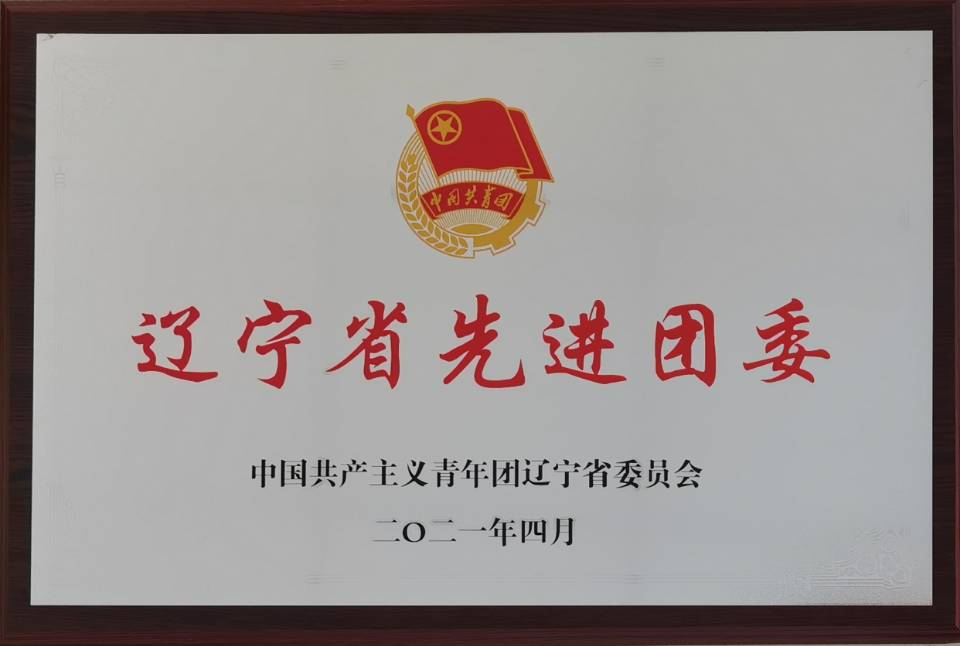 中国共青团
辽宁省先进团委
中国共产主义青年团辽宁省委员会
二〇二一年四月